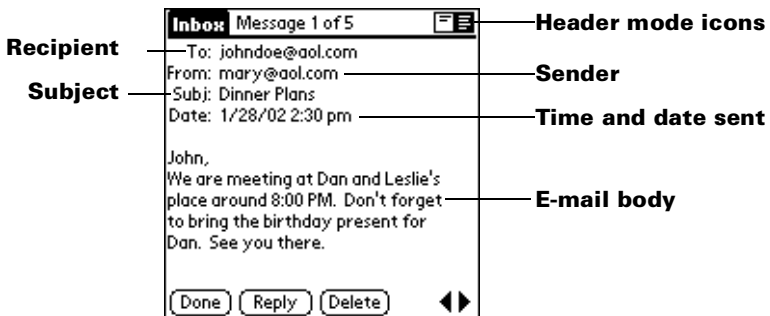 Inbox Message 1 of 5
Header mode icons
Recipient
To: johndoe@aol.com
From: mary@aol.com
Sender
Subject
Subj: Dinner Plans
Date: 1/28/02 2:30 pm
Time and date sent
John,
We are meeting at Dan and Leslie's
place around 8:00 PM. Don't forget
E-mail body
to bring the birthday present for
Dan. See you there.
Done Reply Delete